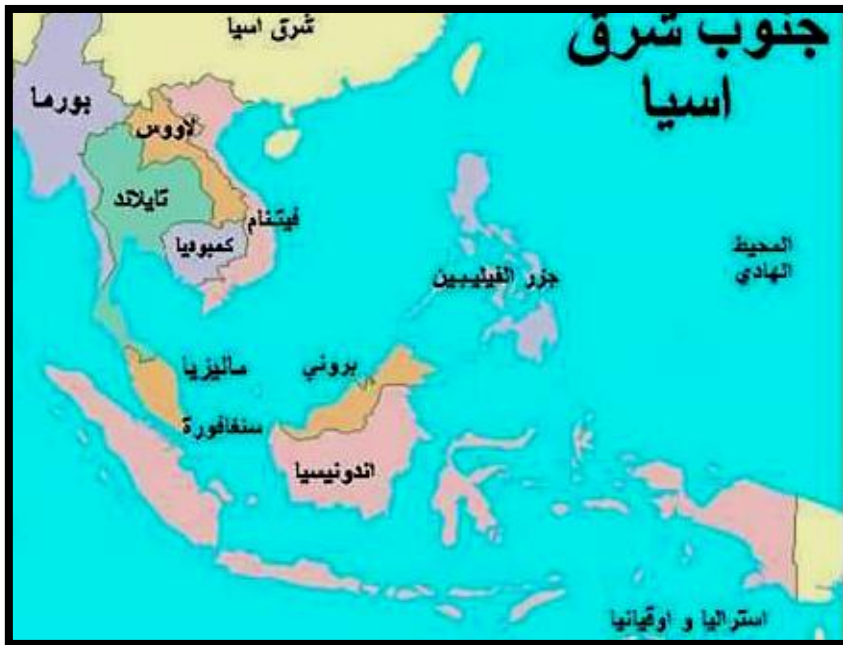 جنوب شرق
اسيا
شرق اسيا
بورما
لاووس
تايلاند
فيتنام
كمبوديا
المحيط
الهادي
جزر الفيليبين
ماليزيا
بروني
سنغافورة
اندونيسيا
استراليا و اوقيانيا